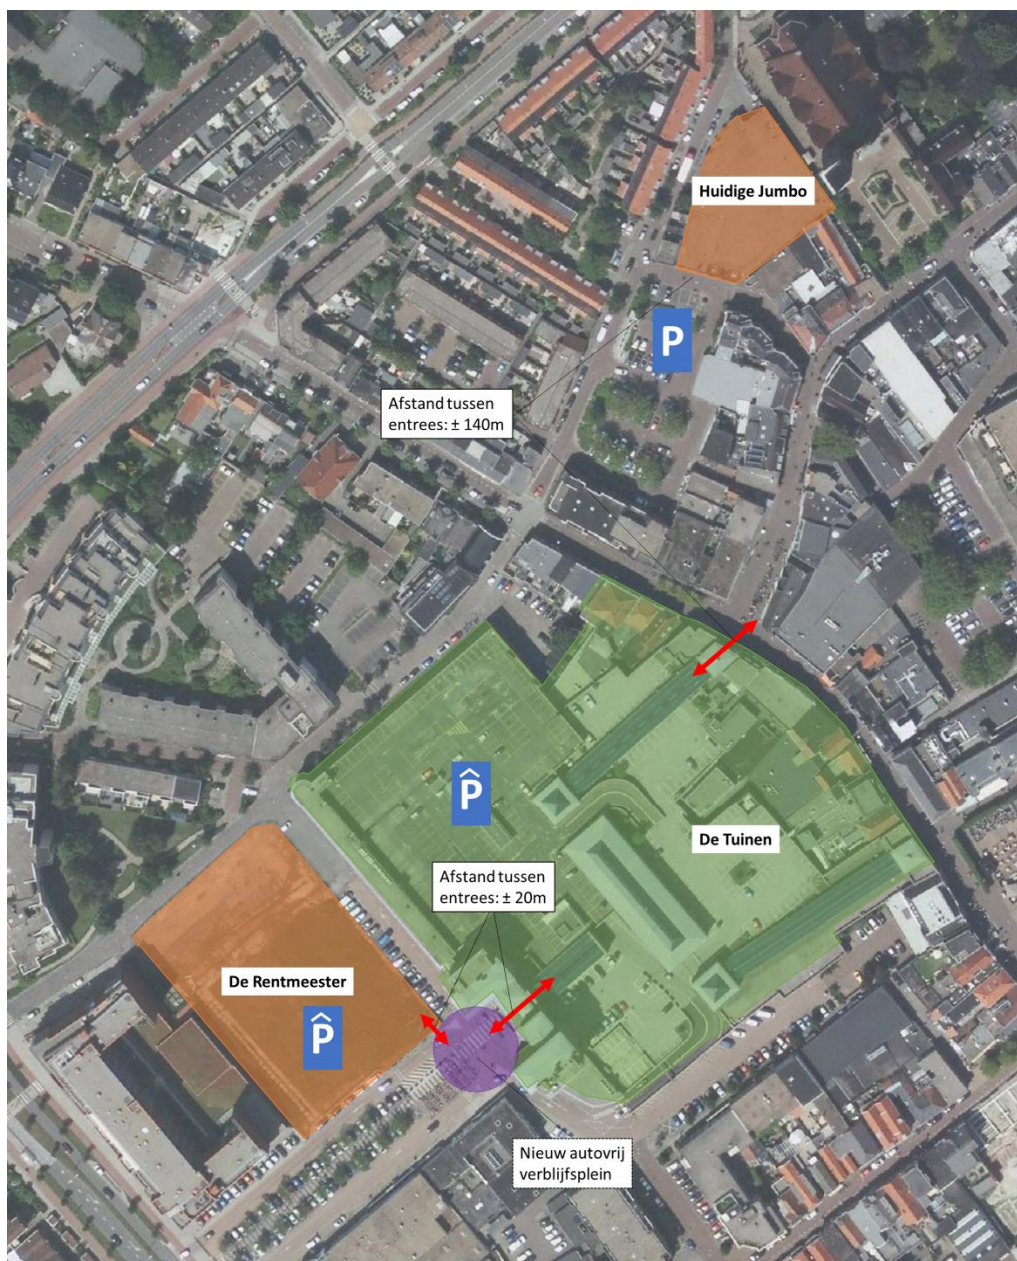 Huidige Jumbo
P
Afstand tussen
entrees: ± 140m
P
De Tuinen
Afstand tussen
entrees: ± 20m
De Rentmeester
P
Nieuw autovrij
verblijfsplein